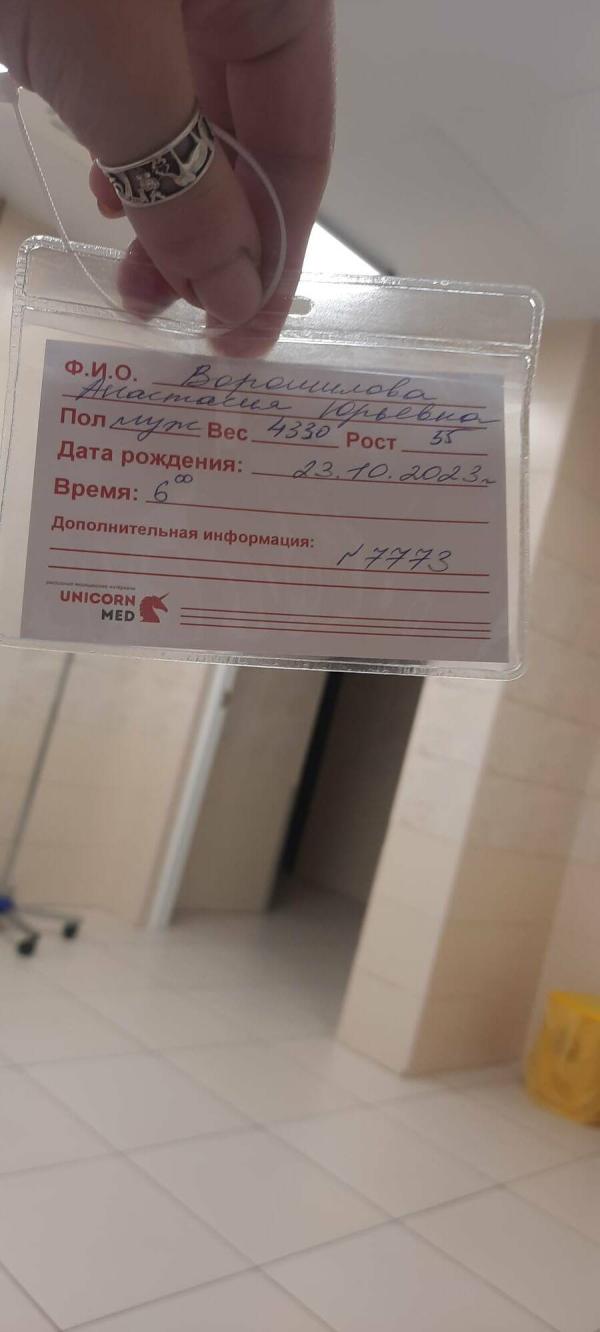 Ф.И.О. Ворошилова
Анастасия Юрьевна
Пол муж Вес 4330 Рост 55
Дата рождения: 23.10.2023г
Время: 6⁰⁰
Дополнительная информация:
N7773
UNICORN
MED